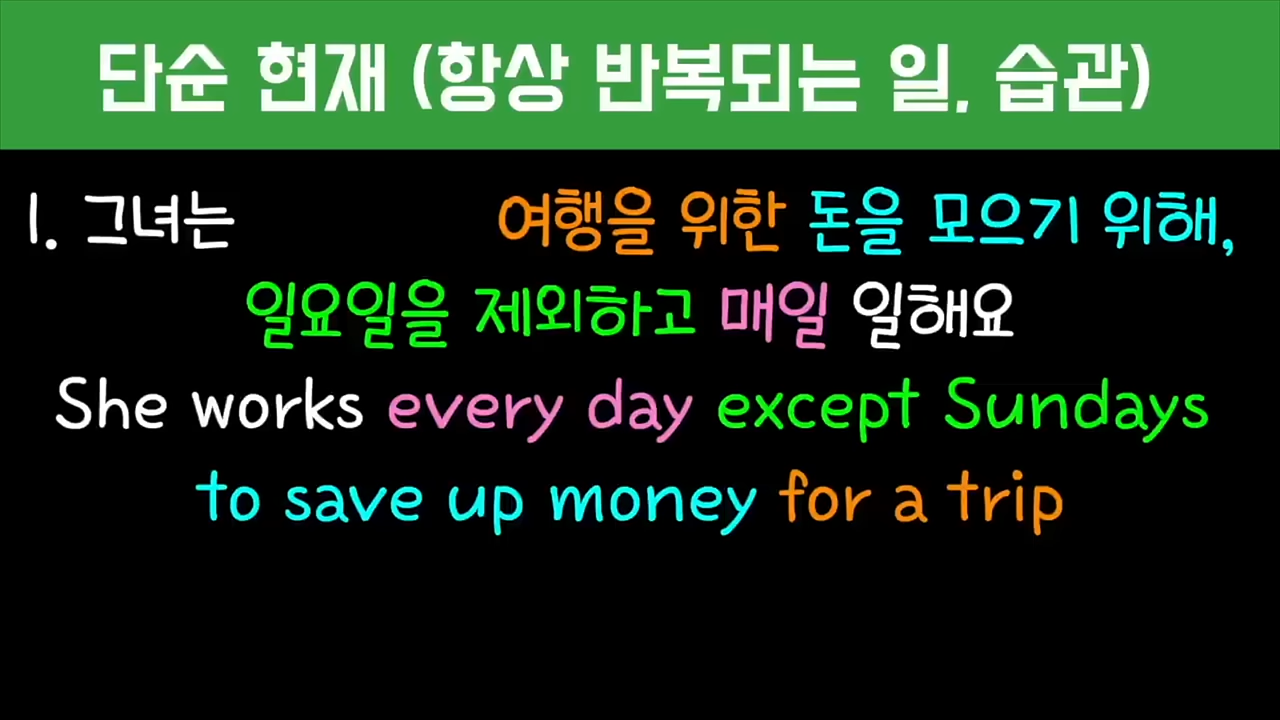 단순 현재 (항상 반복되는 일, 습관)
1. 그녀는 여행을 위한 돈을 모으기 위해,
일요일을 제외하고 매일 일해요
She works every day except Sundays
to save up money for a trip